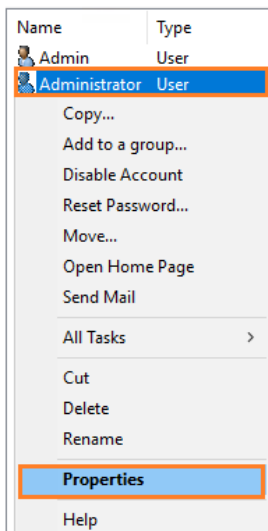 Name Type
Admin User
Administrator User
Copy...
Add to a group...
Disable Account
Reset Password...
Move...
Open Home Page
Send Mail
All Tasks >
Cut
Delete
Rename
Properties
Help